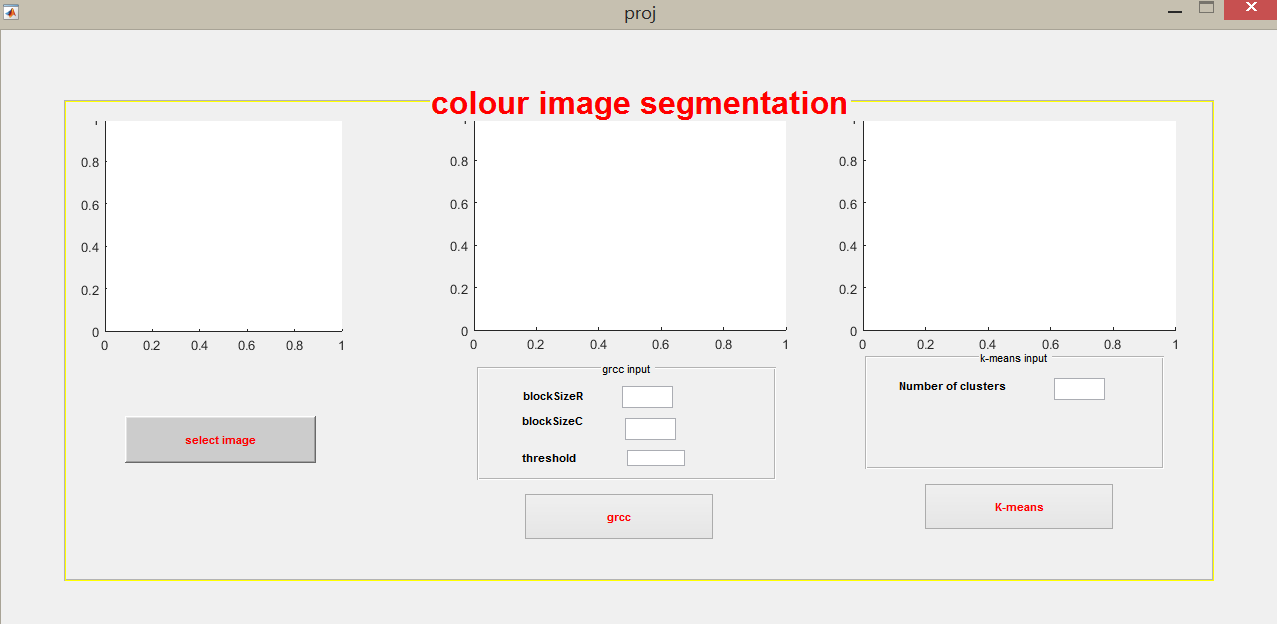 proj
colour image segmentation
0.8
0.6
0.4
0.2
0
0 0.2 0.4 0.6 0.8 1
select image
0.8
0.6
0.4
0.2
0
0 0.2 0.4 0.6 0.8 1
grcc input
blockSizeR
blockSizeC
threshold
grcc
0.8
0.6
0.4
0.2
0
0 0.2 0.4 0.6 0.8 1
k-means input
Number of clusters
K-means